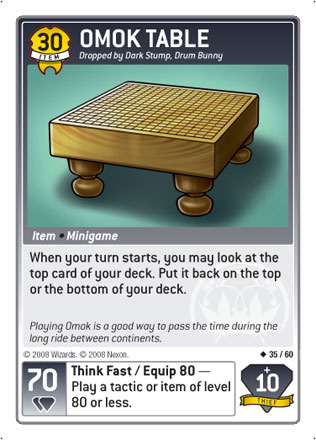 30
ITEM
OMOK TABLE
Dropped by Dark Stump, Drum Bunny
Item • Minigame
When your turn starts, you may look at the
top card of your deck. Put it back on the top
or the bottom of your deck.
Playing Omok is a good way to pass the time during the
long ride between continents.
© 2008 Wizards. © 2008 Nexon.
◆ 35 / 60
70
Think Fast / Equip 80 —
Play a tactic or item of level
80 or less.
+
10
THIEF